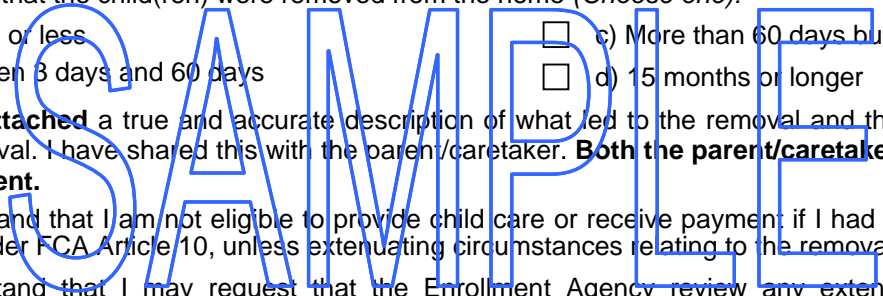 that the child(ren) were removed from the home (Choose one):
or less
c) More than 60 days bu
en 3 days and 60 days
d) 15 months or longer
ttached a true and accurate description of what led to the removal and th
val. I have shared this with the parent/caretaker. Both the parent/caretake
ent.
and that I am not eligible to provide child care or receive payment if I had
der FCA Article 10, unless extenuating circumstances relating to the remova
tand that I may request that the Enrollment Agency review any exten
SAMPLE